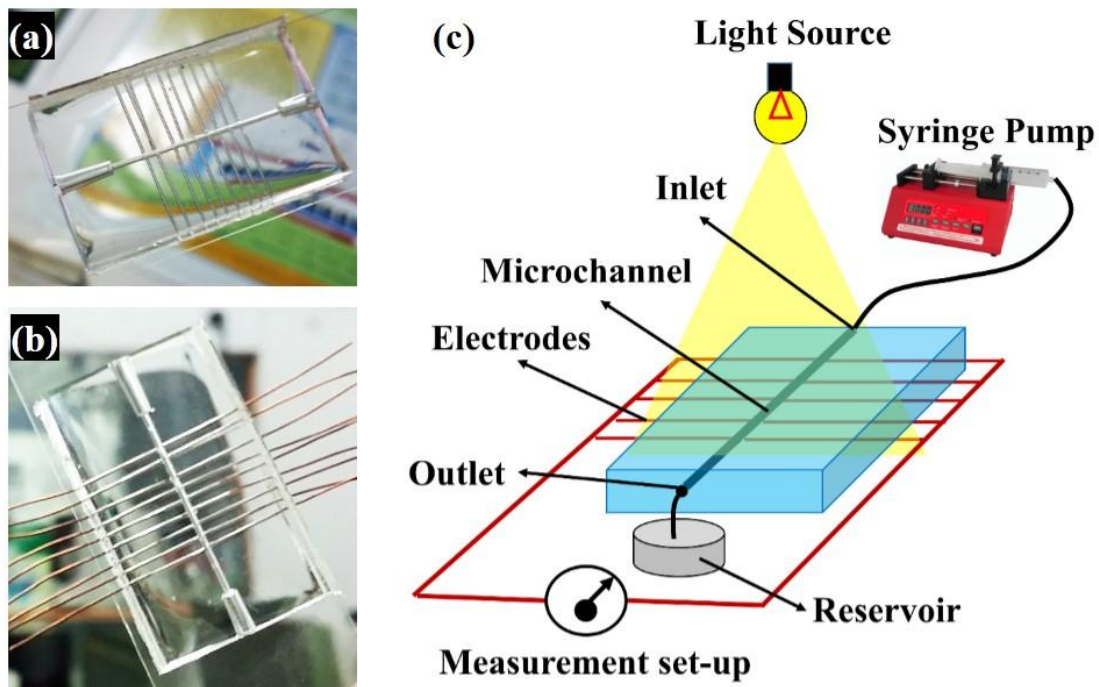 (a)
(b)
(c)
Light Source
Syringe Pump
Inlet
Microchannel
Electrodes
Outlet
Reservoir
Measurement set-up